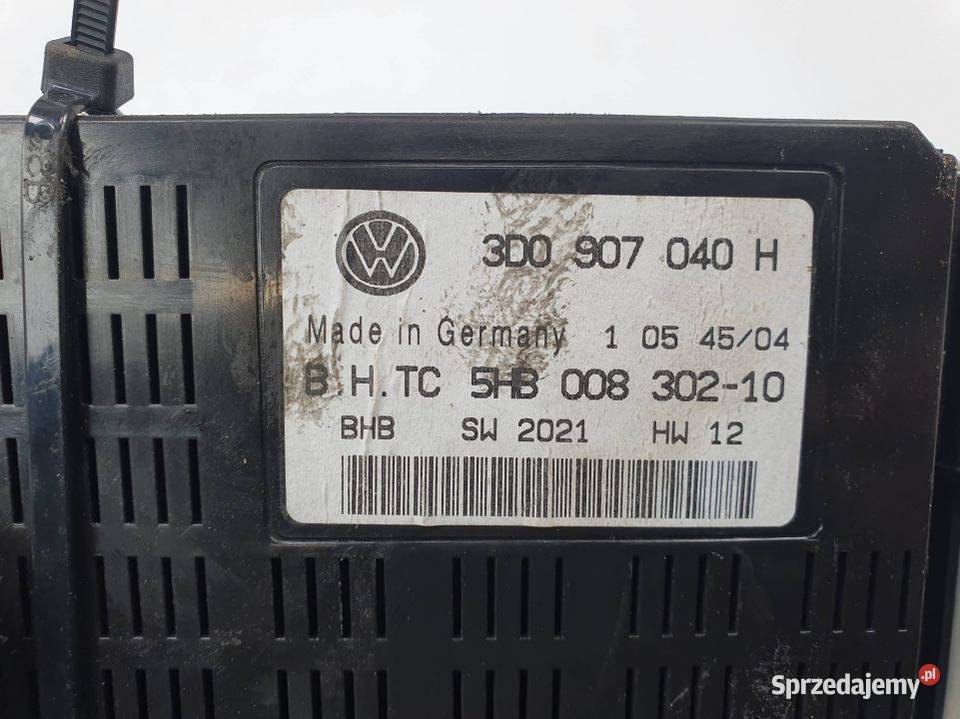 3D0 907 040 H
Made in Germany 1 05 45/04
B.H.TC 5HB 008 302-10
BHB SW 2021 HW 12
Sprzedajemy.pl